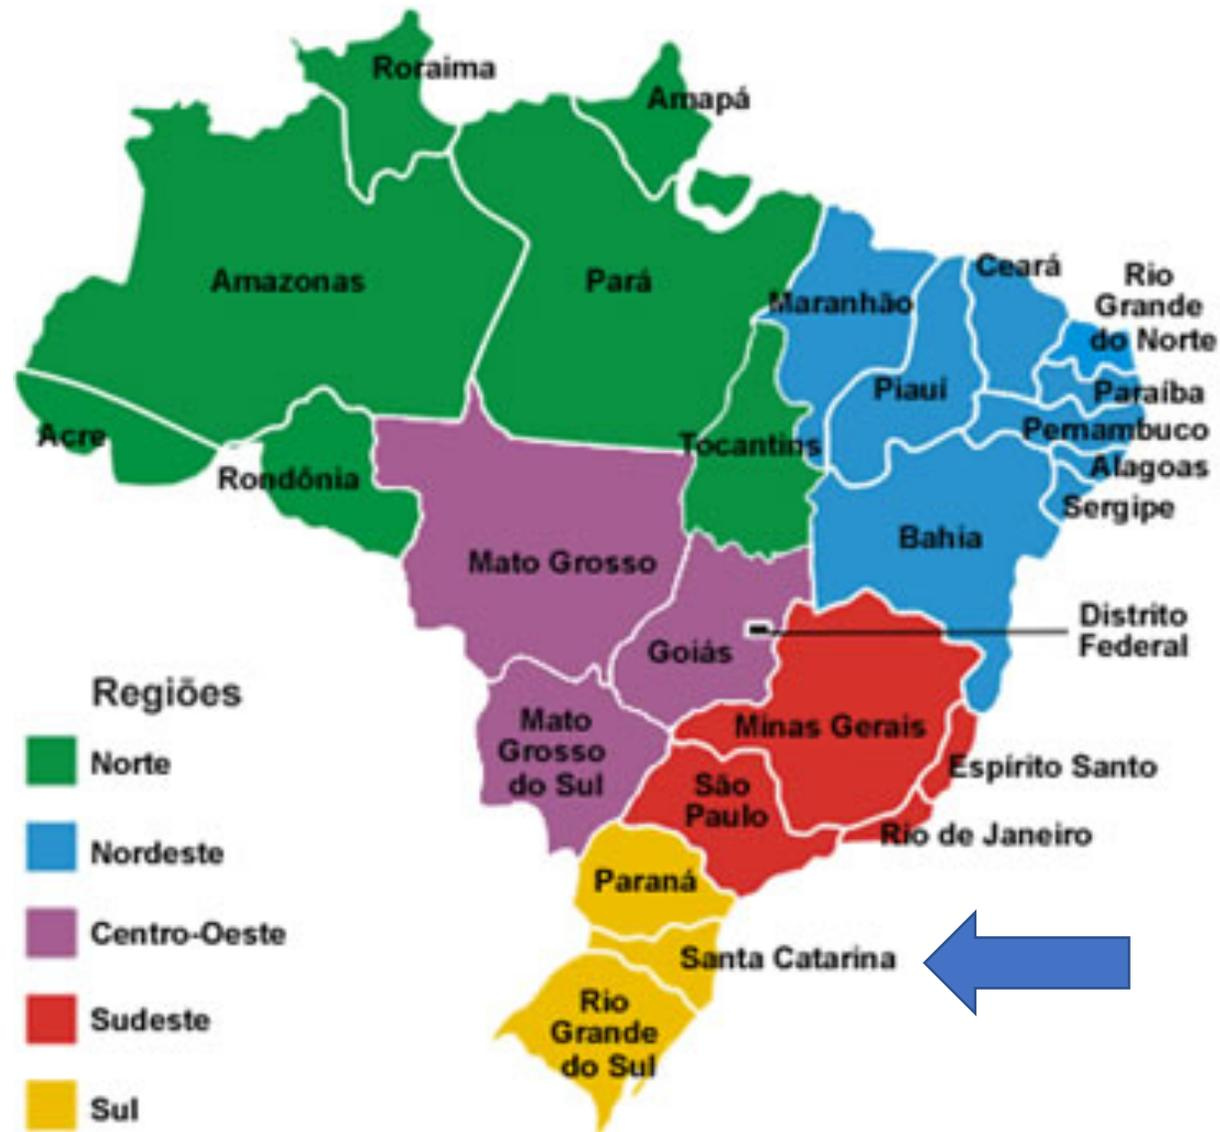 Roraima
Amapá
Amazonas
Pará
Maranhão
Ceará
Rio
Grande
do Norte
Piauí
Paraíba
Acre
Rondônia
Tocantins
Pernambuco
Alagoas
Sergipe
Mato Grosso
Bahia
Distrito
Federal
Goiás
Mato
Grosso
do Sul
Minas Gerais
Espírito Santo
São
Paulo
Rio de Janeiro
Paraná
Santa Catarina
Rio
Grande
do Sul
Regiões
Norte
Nordeste
Centro-Oeste
Sudeste
Sul